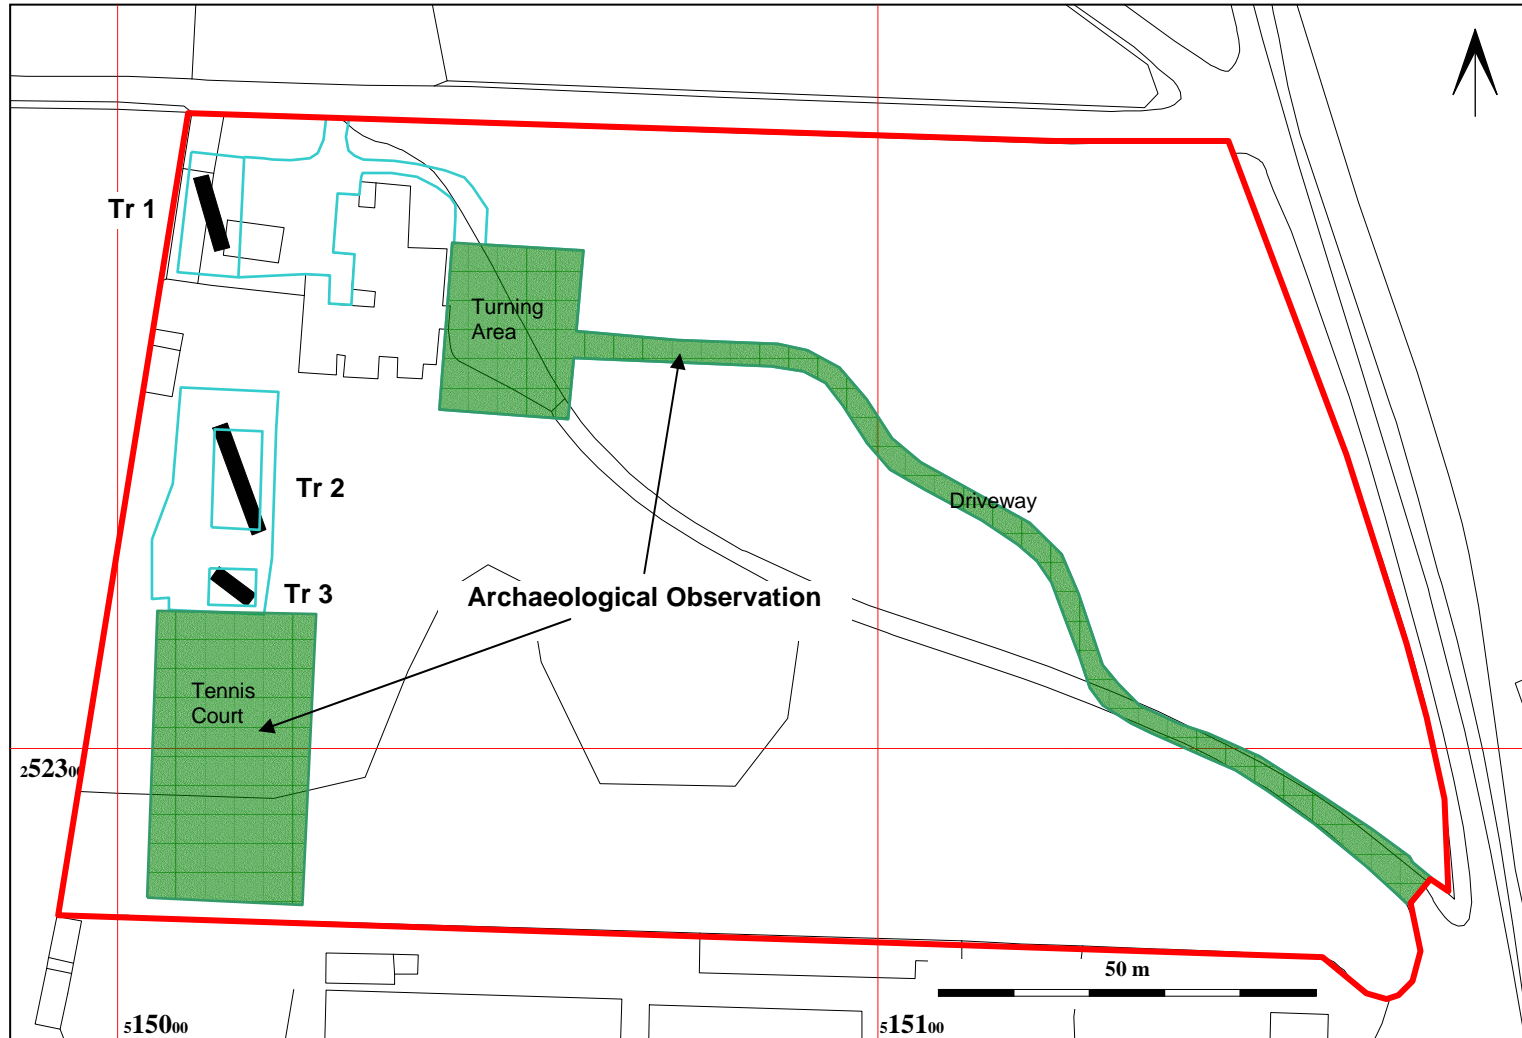 Tr 1
Turning
Area
Tr 2
Driveway
Tr 3
Archaeological Observation
Tennis
Court
252300
50 m
515000
515100